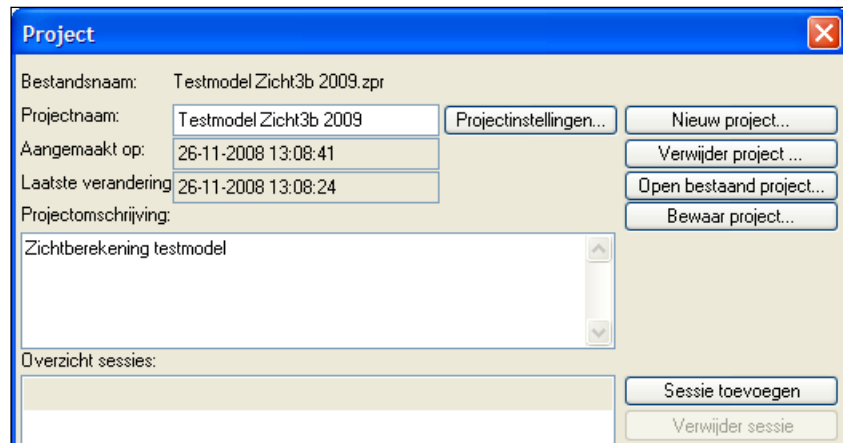 Project
Bestandsnaam: Testmodel Zicht3b 2009.zpr
Projectnaam: Testmodel Zicht3b 2009 Projectinstellingen... Nieuw project...
Aangemaakt op: 26-11-2008 13:08:41 Verwijder project ...
Laatste verandering 26-11-2008 13:08:24 Open bestaand project...
Projectomschrijving: Bewaar project...
Zichtberekening testmodel
Overzicht sessies:
Sessie toevoegen
Verwijder sessie